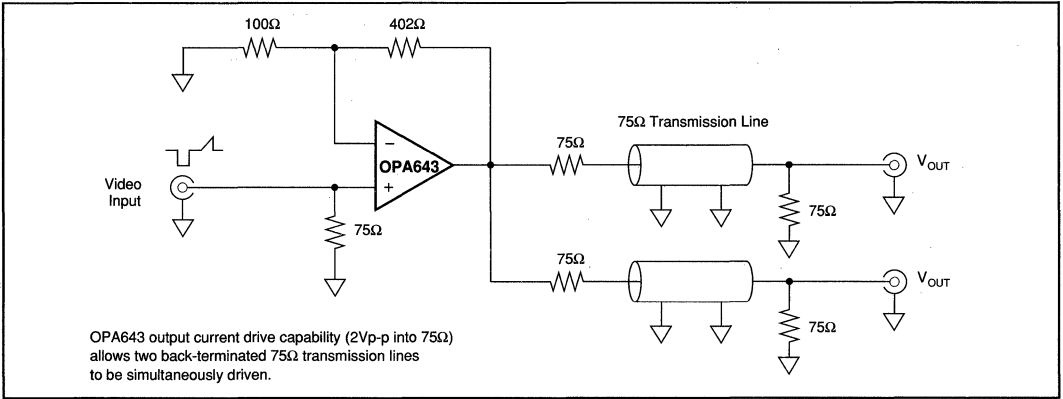 100Ω
402Ω
75Ω Transmission Line
75Ω
−
OPA643
+
VOUT
Video
Input
75Ω
75Ω
75Ω
VOUT
75Ω
OPA643 output current drive capability (2Vp-p into 75Ω)
allows two back-terminated 75Ω transmission lines
to be simultaneously driven.